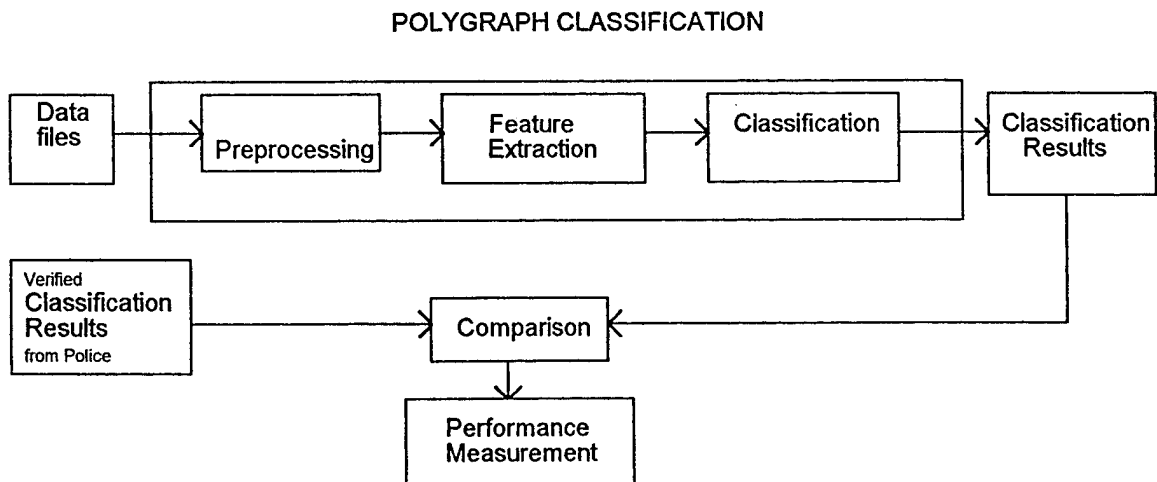 POLYGRAPH CLASSIFICATION
Data
files
Preprocessing
Feature
Extraction
Classification
Classification
Results
Verified
Classification
Results
from Police
Comparison
Performance
Measurement